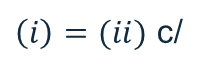 (i) = (ii) c/